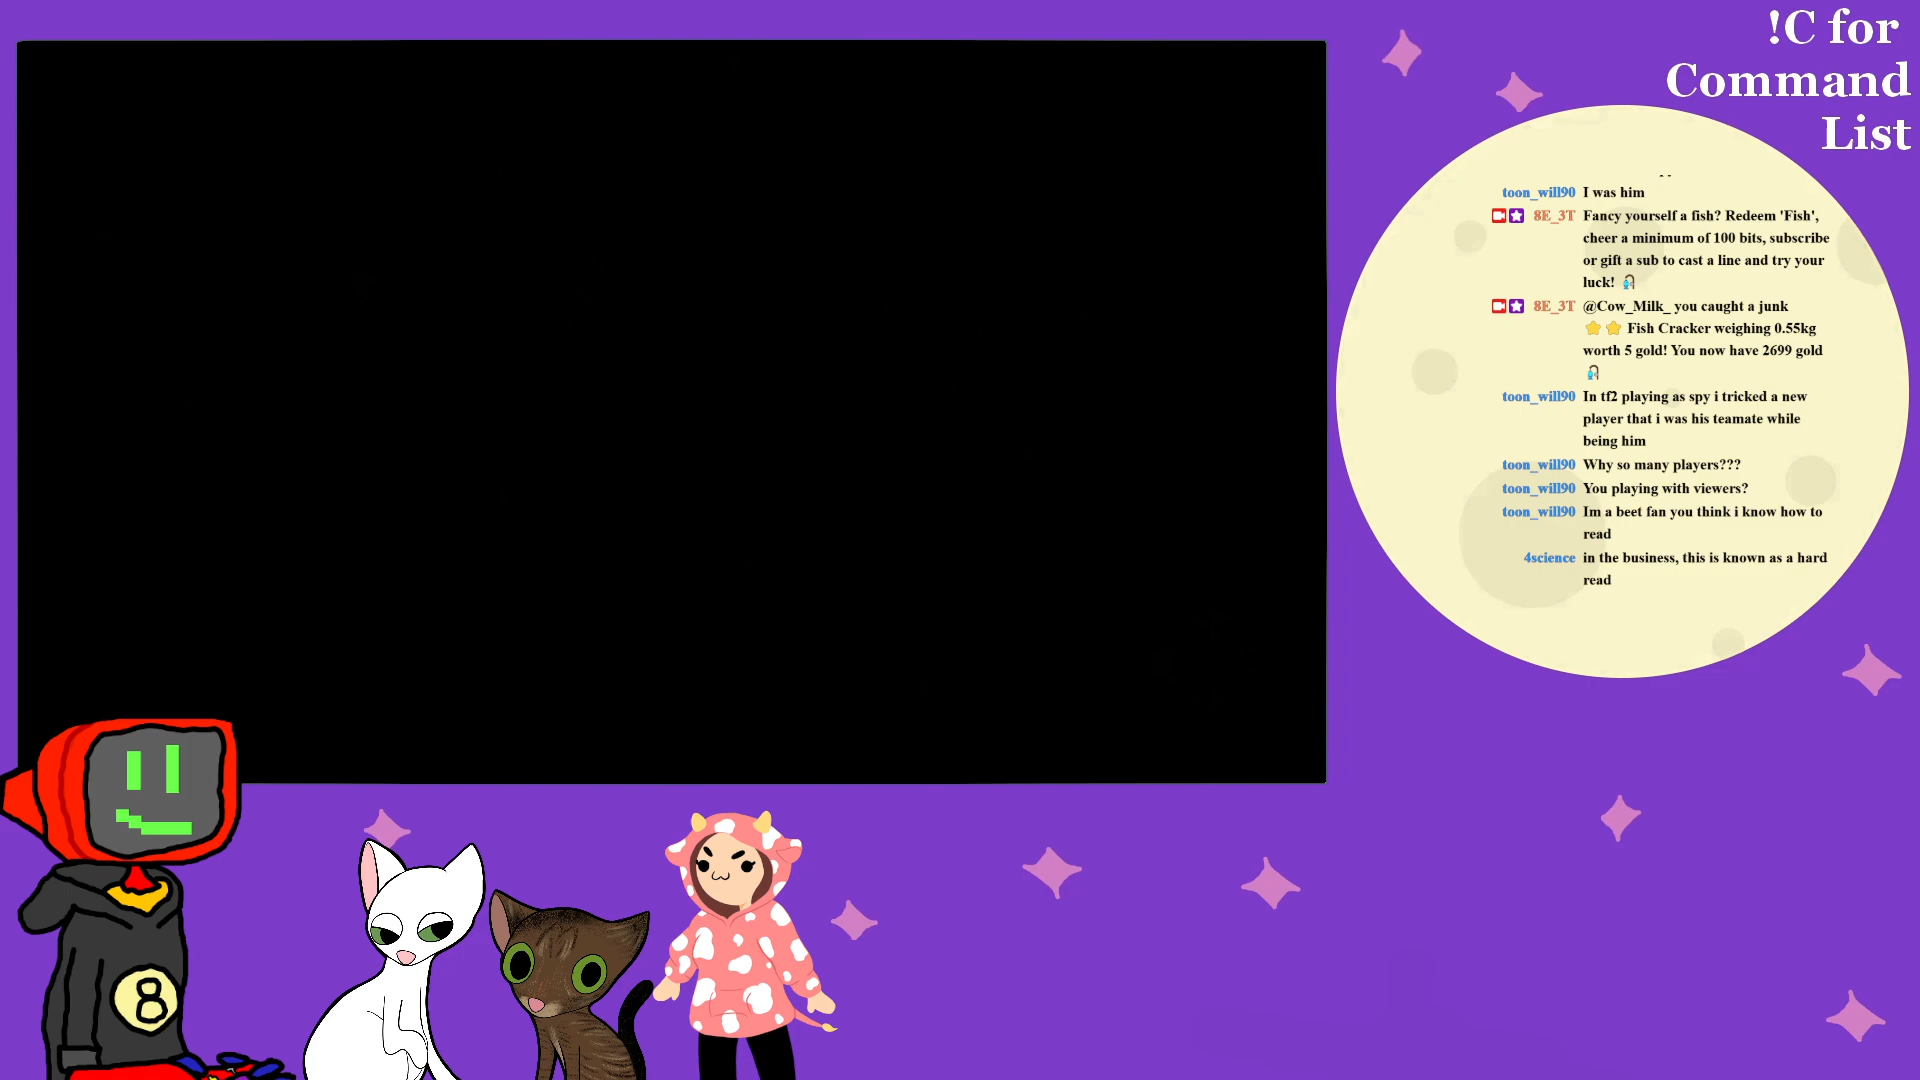 !C for
Command
List
toon_will90 I was him
8E_3T Fancy yourself a fish? Redeem 'Fish',
cheer a minimum of 100 bits, subscribe
or gift a sub to cast a line and try your
luck!
8E_3T @Cow_Milk_ you caught a junk
Fish Cracker weighing 0.55kg
worth 5 gold! You now have 2699 gold
toon_will90 In tf2 playing as spy i tricked a new
player that i was his teamate while
being him
toon_will90 Why so many players???
toon_will90 You playing with viewers?
toon_will90 Im a beet fan you think i know how to
read
4science in the business, this is known as a hard
read
8